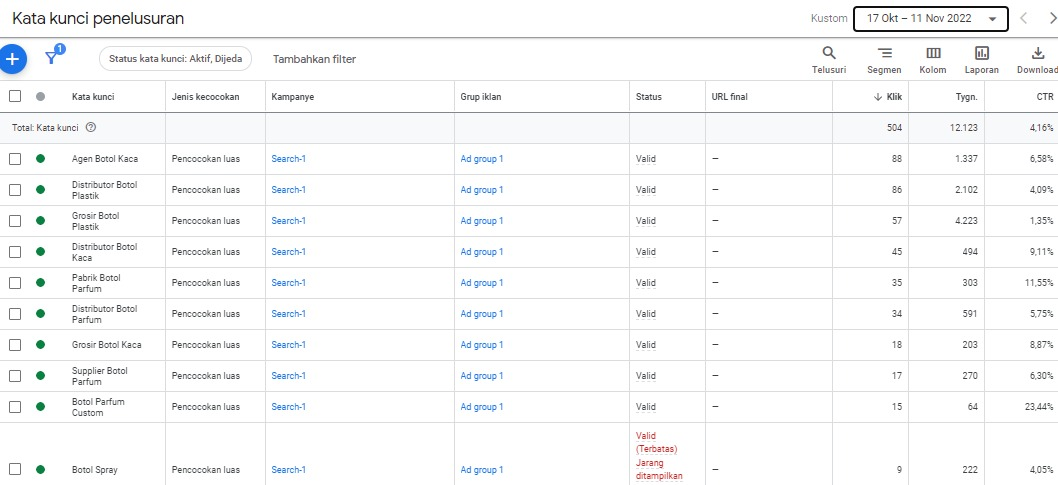 Kata kunci penelusuran
Kustom 17 Okt – 11 Nov 2022
1
Status kata kunci: Aktif, Dijeda Tambahkan filter
Telusuri Segmen Kolom Laporan Download
Kata kunci Jenis kecocokan Kampanye Grup iklan Status URL final Klik Tygn. CTR
Total: Kata kunci 504 12.123 4,16%
Agen Botol Kaca Pencocokan luas Search-1 Ad group 1 Valid — 88 1.337 6,58%
Distributor Botol
Plastik Pencocokan luas Search-1 Ad group 1 Valid — 86 2.102 4,09%
Grosir Botol
Plastik Pencocokan luas Search-1 Ad group 1 Valid — 57 4.223 1,35%
Distributor Botol
Kaca Pencocokan luas Search-1 Ad group 1 Valid — 45 494 9,11%
Pabrik Botol
Parfum Pencocokan luas Search-1 Ad group 1 Valid — 35 303 11,55%
Distributor Botol
Parfum Pencocokan luas Search-1 Ad group 1 Valid — 34 591 5,75%
Grosir Botol Kaca Pencocokan luas Search-1 Ad group 1 Valid — 18 203 8,87%
Supplier Botol
Parfum Pencocokan luas Search-1 Ad group 1 Valid — 17 270 6,30%
Botol Parfum
Custom Pencocokan luas Search-1 Ad group 1 Valid — 15 64 23,44%
Botol Spray Pencocokan luas Search-1 Ad group 1 Valid
(Terbatas)
Jarang
ditampilkan — 9 222 4,05%